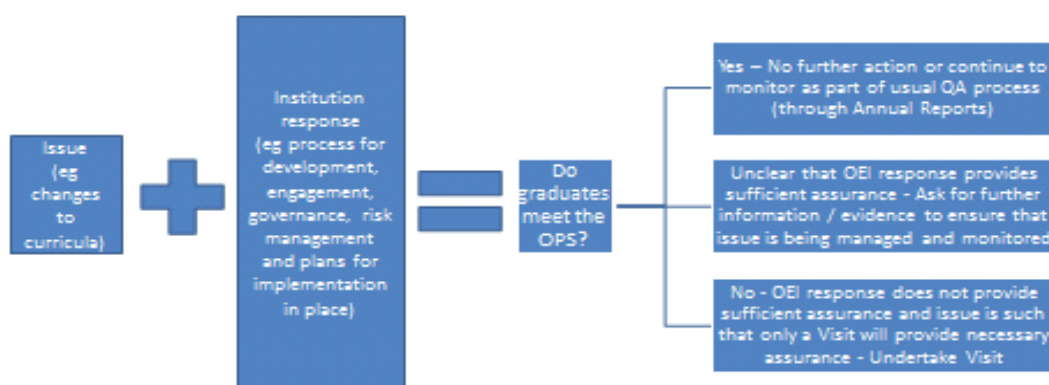 Issue
(eg
changes
to
curricula)
Institution
response
(eg process for
development,
engagement,
governance, risk
management
and plans for
implementation
in place)
Do
graduates
meet the
OPS?
Yes – No further action or continue to
monitor as part of usual QA process
(through Annual Reports)
Unclear that OEI response provides
sufficient assurance - Ask for further
information / evidence to ensure that
issue is being managed and monitored
No - OEI response does not provide
sufficient assurance and issue is such
that only a Visit will provide necessary
assurance - Undertake Visit